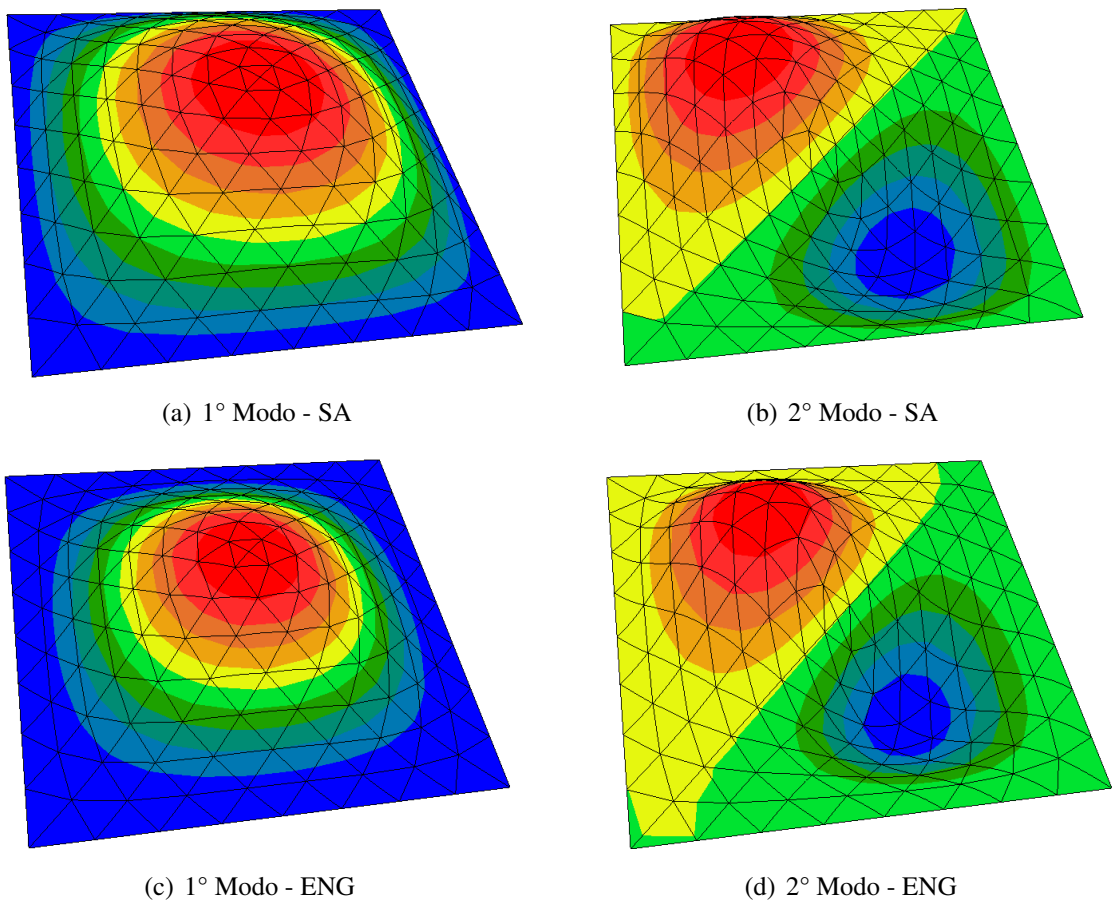 (a) 1° Modo - SA
(b) 2° Modo - SA
(c) 1° Modo - ENG
(d) 2° Modo - ENG